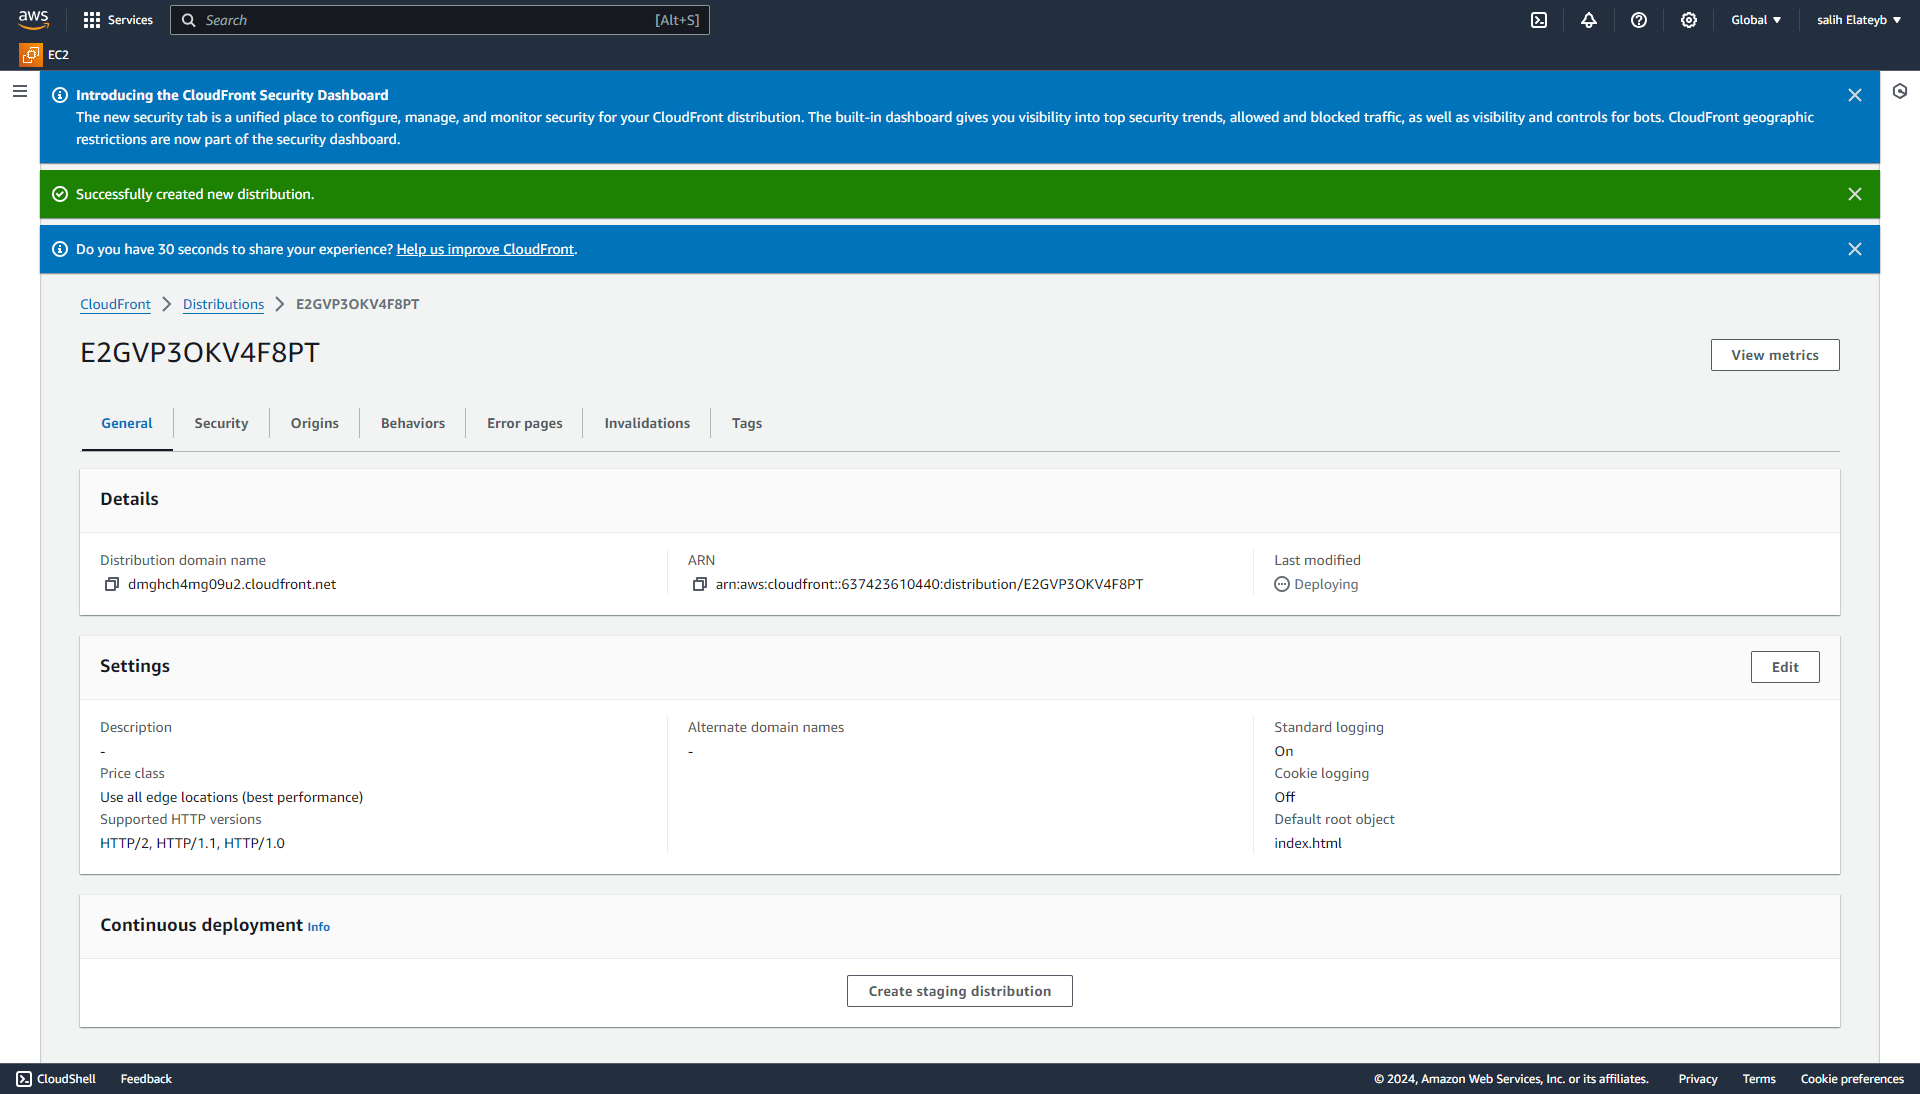 aws
Services
Search [Alt+S]
Global
salih Elateyb
EC2
Introducing the CloudFront Security Dashboard
The new security tab is a unified place to configure, manage, and monitor security for your CloudFront distribution. The built-in dashboard gives you visibility into top security trends, allowed and blocked traffic, as well as visibility and controls for bots. CloudFront geographic
restrictions are now part of the security dashboard.
Successfully created new distribution.
Do you have 30 seconds to share your experience? Help us improve CloudFront.
CloudFront
Distributions
E2GVP3OKV4F8PT
E2GVP3OKV4F8PT
View metrics
General
Security
Origins
Behaviors
Error pages
Invalidations
Tags
Details
Distribution domain name
dmghch4mg09u2.cloudfront.net
ARN
arn:aws:cloudfront::637423610440:distribution/E2GVP3OKV4F8PT
Last modified
Deploying
Settings
Edit
Description
-
Price class
Use all edge locations (best performance)
Supported HTTP versions
HTTP/2, HTTP/1.1, HTTP/1.0
Alternate domain names
-
Standard logging
On
Cookie logging
Off
Default root object
index.html
Continuous deployment Info
Create staging distribution
CloudShell
Feedback
© 2024, Amazon Web Services, Inc. or its affiliates.
Privacy
Terms
Cookie preferences